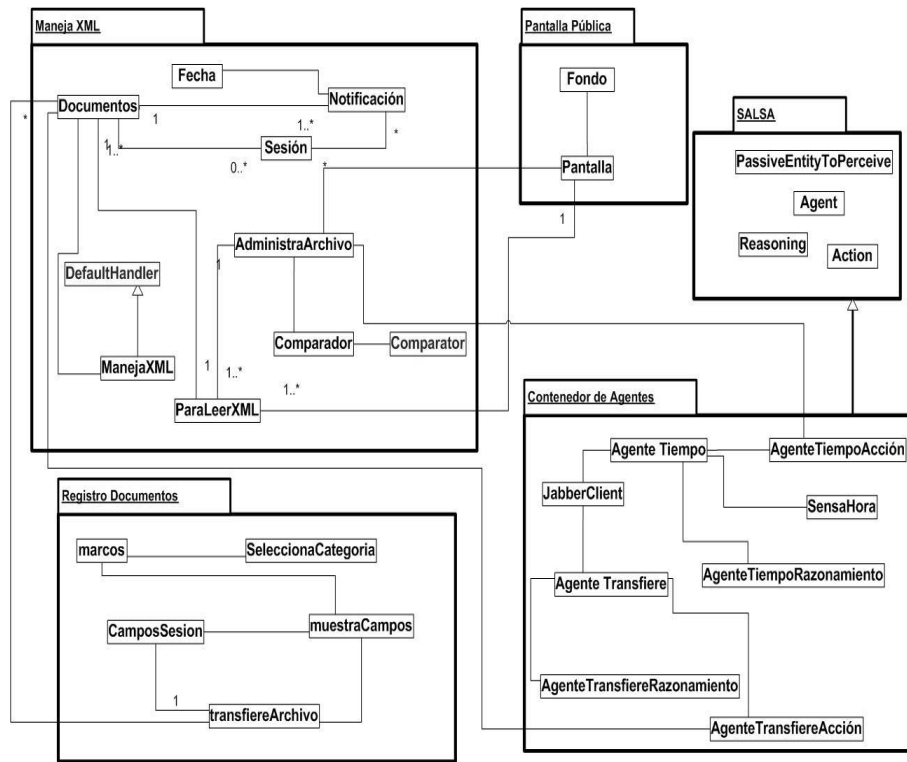 Maneja XML
Fecha
Documentos
*
1
Notificación
1..*
*
1
1..*
Sesión
0..*
*
AdministraArchivo
1
DefaultHandler
Comparador
Comparator
ManejaXML
1
1..*
1..*
ParaLeerXML
Pantalla Pública
Fondo
Pantalla
1
SALSA
PassiveEntityToPerceive
Agent
Reasoning
Action
Contenedor de Agentes
Agente Tiempo
AgenteTiempoAcción
JabberClient
SensaHora
AgenteTiempoRazonamiento
Agente Transfiere
AgenteTransfiereRazonamiento
AgenteTransfiereAcción
Registro Documentos
marcos
SeleccionaCategoria
CamposSesion
muestraCampos
1
transfiereArchivo